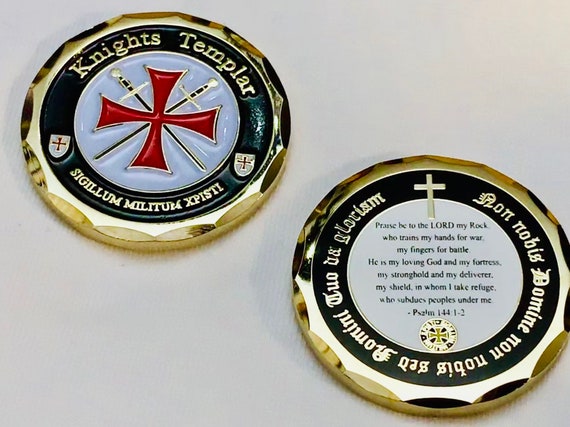 Knights Templar
SIGILLUM MILITUM XPISTI
Non nobis Domine non nobis sed Nomini Tuo da gloriam
Praise be to the LORD my Rock,
who trains my hands for war,
my fingers for battle.
He is my loving God and my fortress,
my stronghold and my deliverer,
my shield, in whom I take refuge,
who subdues peoples under me.
- Psalm 144:1-2